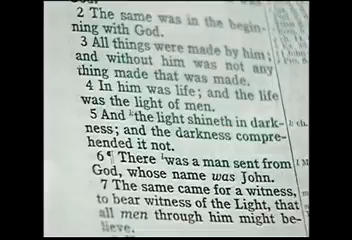 2 The same was in the begin-
ning with God.
3 All things were made by him;
and without him was not any
thing made that was made.
4 In him was life; and the life
was the light of men.
5 And the light shineth in dark-
ness; and the darkness compre-
hended it not.
6 ¶ There was a man sent from
God, whose name was John.
7 The same came for a witness,
to bear witness of the Light, that
all men through him might be-
lieve.